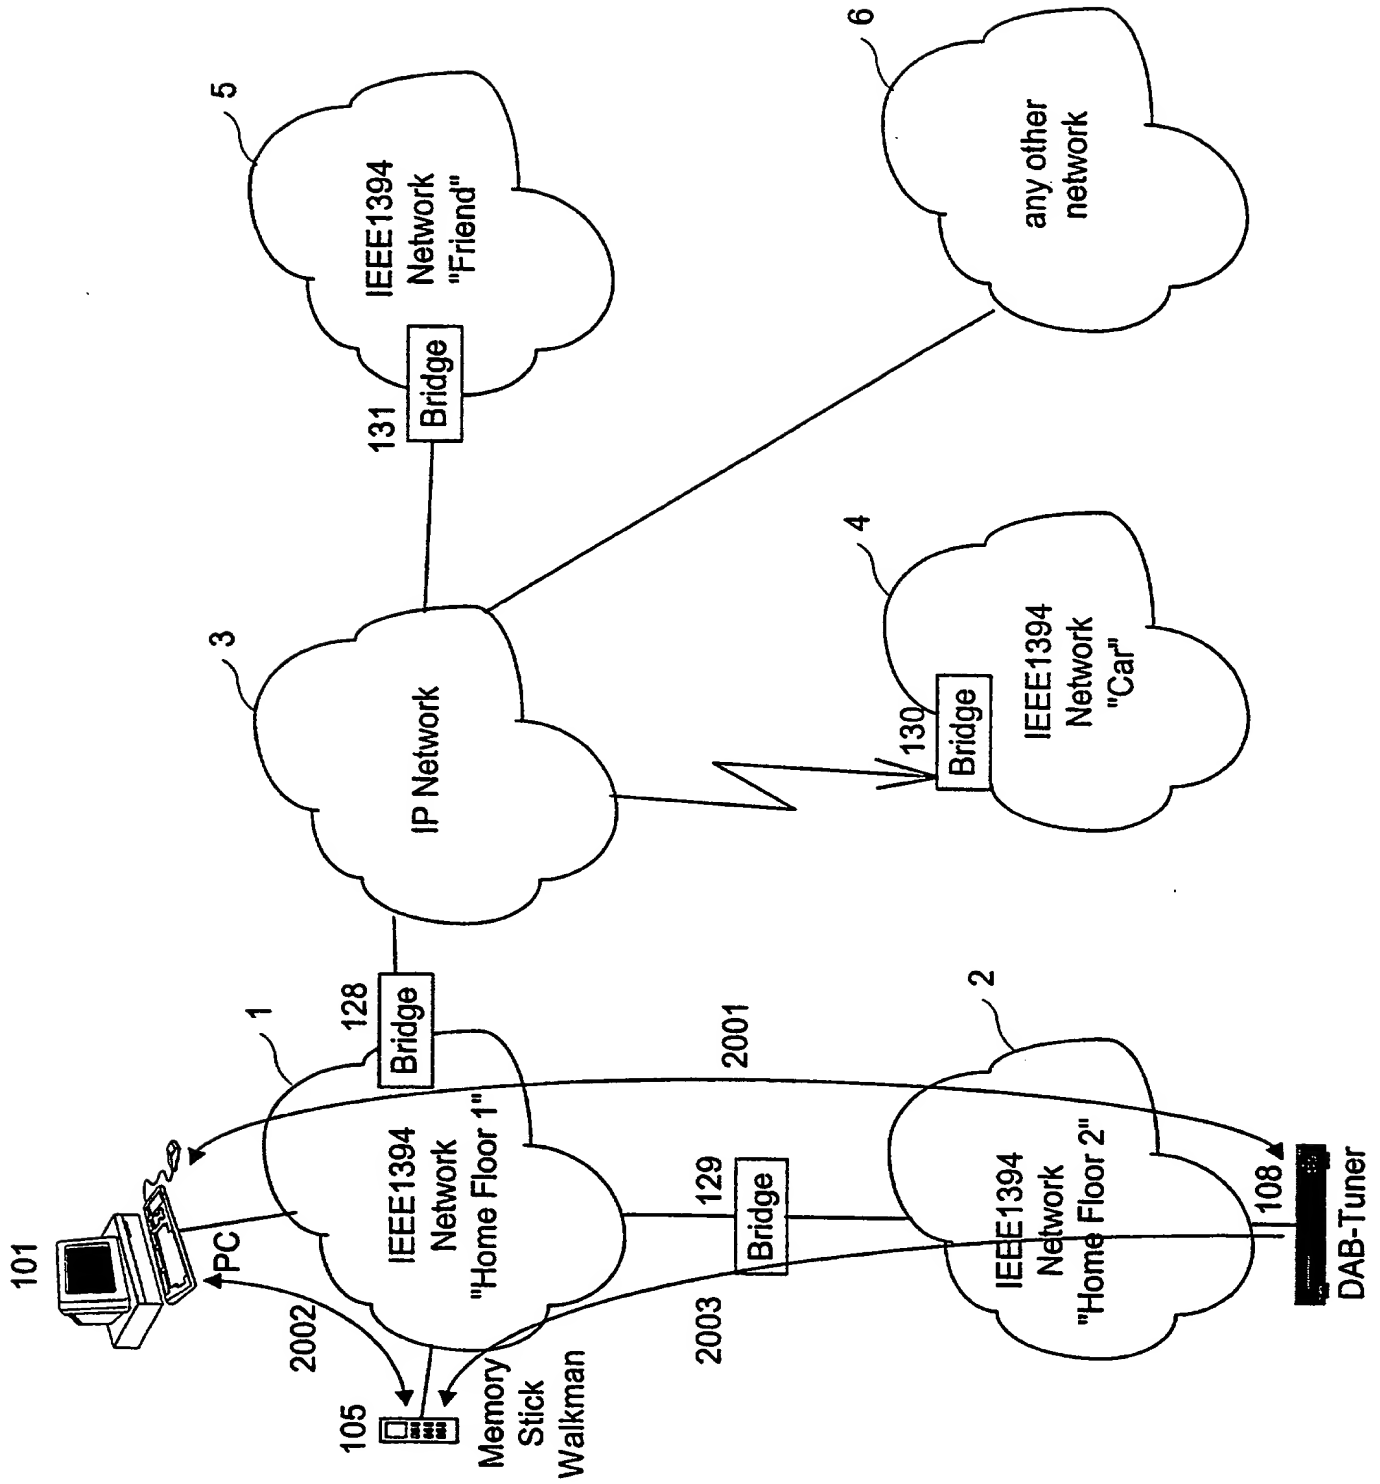 101
PC
2002
105
Memory
Stick
Walkman
1
IEEE1394
Network
"Home Floor 1"
128
Bridge
3
IP Network
131
Bridge
5
IEEE1394
Network
"Friend"
2003
129
Bridge
2001
2
IEEE1394
Network
"Home Floor 2"
108
DAB-Tuner
130
Bridge
4
IEEE1394
Network
"Car"
6
any other
network